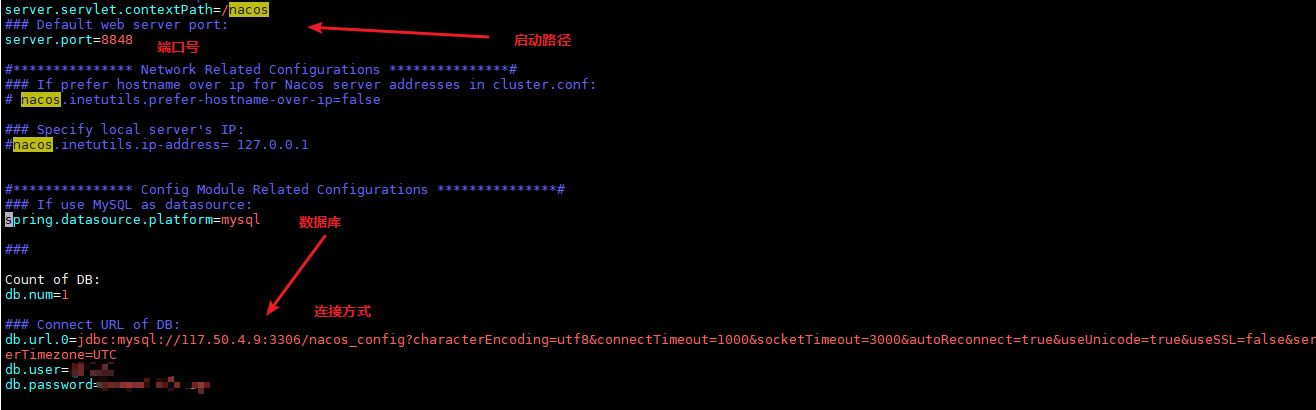 server.servlet.contextPath=/nacos
### Default web server port:
启动路径
server.port=8848
端口号
#*************** Network Related Configurations ***************#
### If prefer hostname over ip for Nacos server addresses in cluster.conf:
# nacos.inetutils.prefer-hostname-over-ip=false
### Specify local server's IP:
#nacos.inetutils.ip-address= 127.0.0.1
#*************** Config Module Related Configurations ***************#
### If use MySQL as datasource:
spring.datasource.platform=mysql
数据库
###
Count of DB:
db.num=1
连接方式
### Connect URL of DB:
db.url.0=jdbc:mysql://117.50.4.9:3306/nacos_config?characterEncoding=utf8&connectTimeout=1000&socketTimeout=3000&autoReconnect=true&useUnicode=true&useSSL=false&ser
erTimezone=UTC
db.user=
db.password=